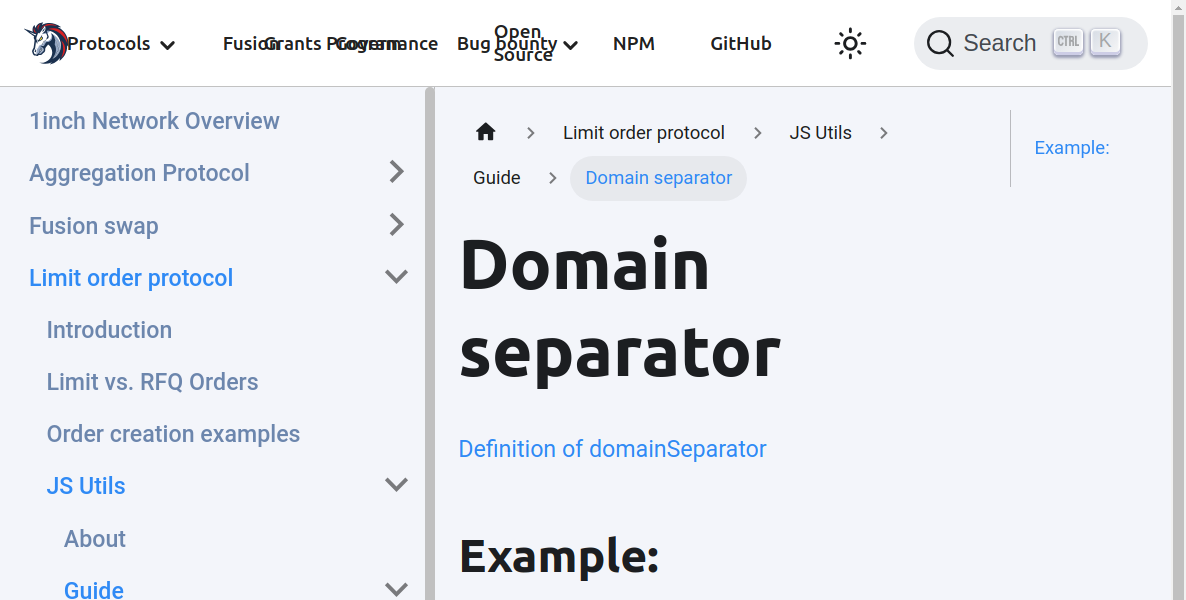 Protocols Fusion Grants Program Governance Bug bounty Open Source NPM GitHub Search CTRL K
1inch Network Overview
Aggregation Protocol
Fusion swap
Limit order protocol
Introduction
Limit vs. RFQ Orders
Order creation examples
JS Utils
About
Guide
Limit order protocol JS Utils
Guide Domain separator
Example:
Domain
separator
Definition of domainSeparator
Example: